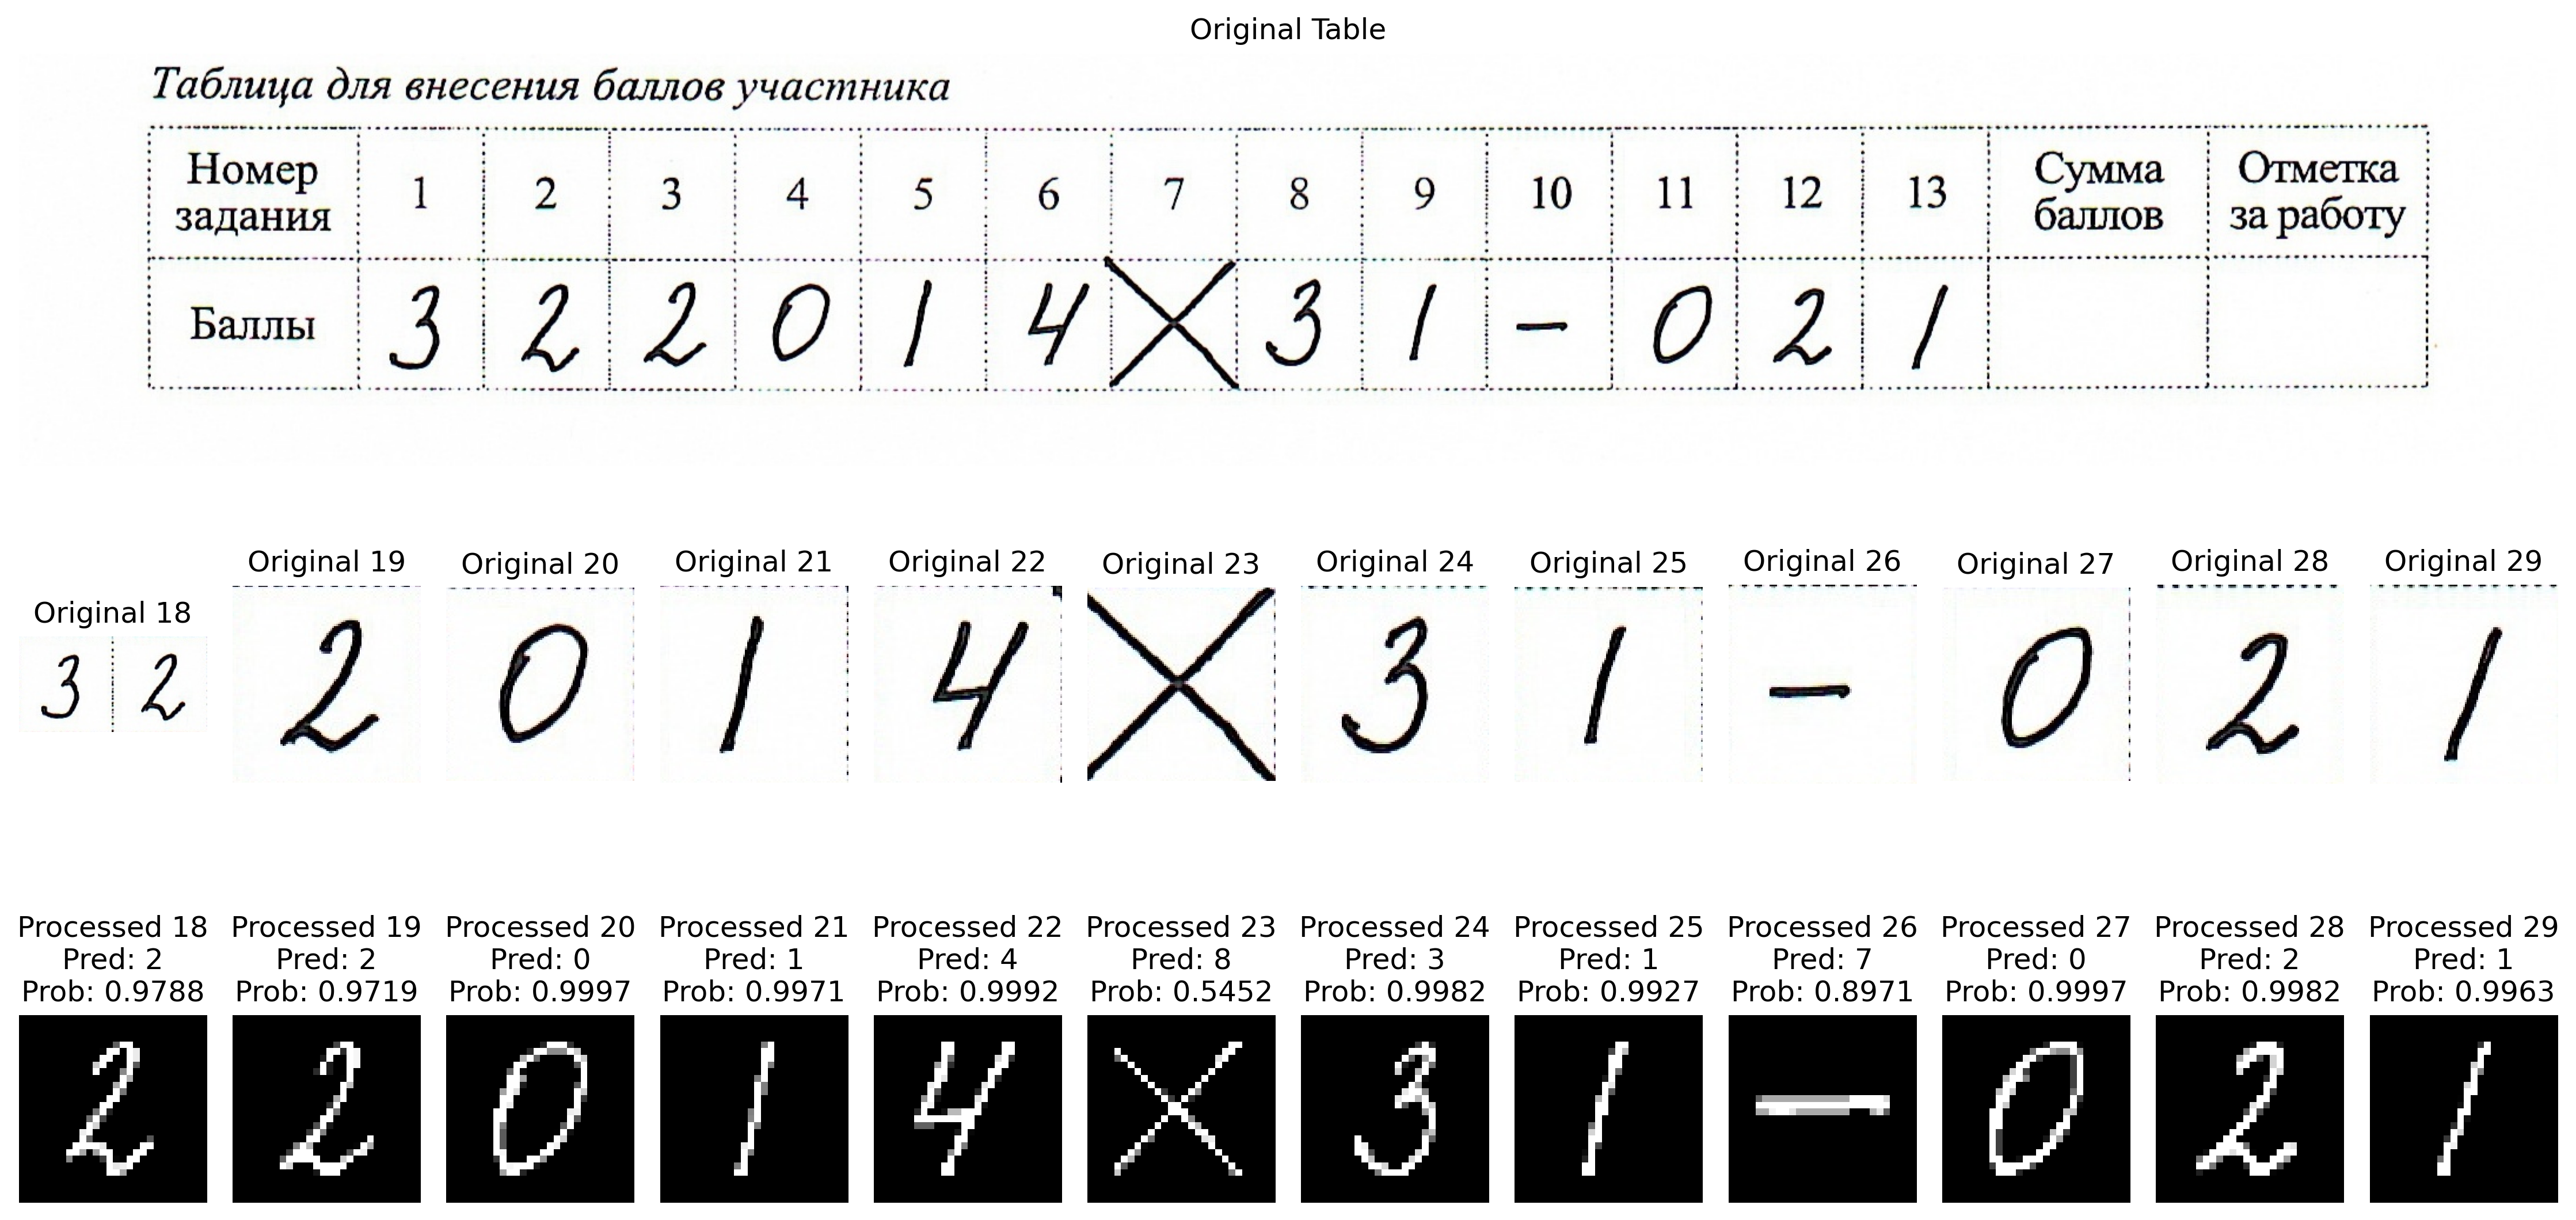 Original Table
Таблица для внесения баллов участника
Номер задания 1 2 3 4 5 6 7 8 9 10 11 12 13 Сумма баллов Отметка за работу
Баллы 3 2 2 0 1 4 X 3 1 - 0 2 1
Original 18 Original 19 Original 20 Original 21 Original 22 Original 23 Original 24 Original 25 Original 26 Original 27 Original 28 Original 29
3 2 2 0 1 4 X 3 1 - 0 2 1
Processed 18 Processed 19 Processed 20 Processed 21 Processed 22 Processed 23 Processed 24 Processed 25 Processed 26 Processed 27 Processed 28 Processed 29
Pred: 2 Pred: 2 Pred: 0 Pred: 1 Pred: 4 Pred: 8 Pred: 3 Pred: 1 Pred: 7 Pred: 0 Pred: 2 Pred: 1
Prob: 0.9788 Prob: 0.9719 Prob: 0.9997 Prob: 0.9971 Prob: 0.9992 Prob: 0.5452 Prob: 0.9982 Prob: 0.9927 Prob: 0.8971 Prob: 0.9997 Prob: 0.9982 Prob: 0.9963
2 2 0 1 4 X 3 1 - 0 2 1